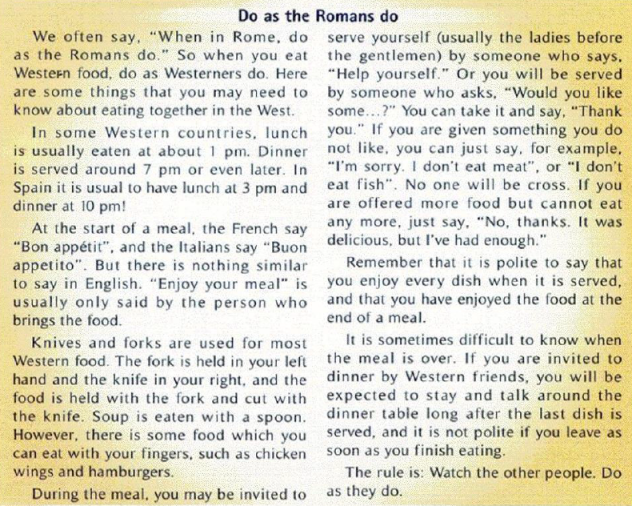 Do as the Romans do
We often say, "When in Rome, do
as the Romans do." So when you eat
Western food, do as Westerners do. Here
are some things that you may need to
know about eating together in the West.
In some Western countries, lunch
is usually eaten at about 1 pm. Dinner
is served around 7 pm or even later. In
Spain it is usual to have lunch at 3 pm and
dinner at 10 pm!
At the start of a meal, the French say
"Bon appétit", and the Italians say "Buon
appetito". But there is nothing similar
to say in English. "Enjoy your meal" is
usually only said by the person who
brings the food.
Knives and forks are used for most
Western food. The fork is held in your left
hand and the knife in your right, and the
food is held with the fork and cut with
the knife. Soup is eaten with a spoon.
However, there is some food which you
can eat with your fingers, such as chicken
wings and hamburgers.
During the meal, you may be invited to
serve yourself (usually the ladies before
the gentlemen) by someone who says,
"Help yourself." Or you will be served
by someone who asks, "Would you like
some...?" You can take it and say, "Thank
you." If you are given something you do
not like, you can just say, for example,
"I'm sorry. I don't eat meat", or "I don't
eat fish". No one will be cross. If you
are offered more food but cannot eat
any more, just say, "No, thanks. It was
delicious, but I've had enough."
Remember that it is polite to say that
you enjoy every dish when it is served,
and that you have enjoyed the food at the
end of a meal.
It is sometimes difficult to know when
the meal is over. If you are invited to
dinner by Western friends, you will be
expected to stay and talk around the
dinner table long after the last dish is
served, and it is not polite if you leave as
soon as you finish eating.
The rule is: Watch the other people. Do
as they do.